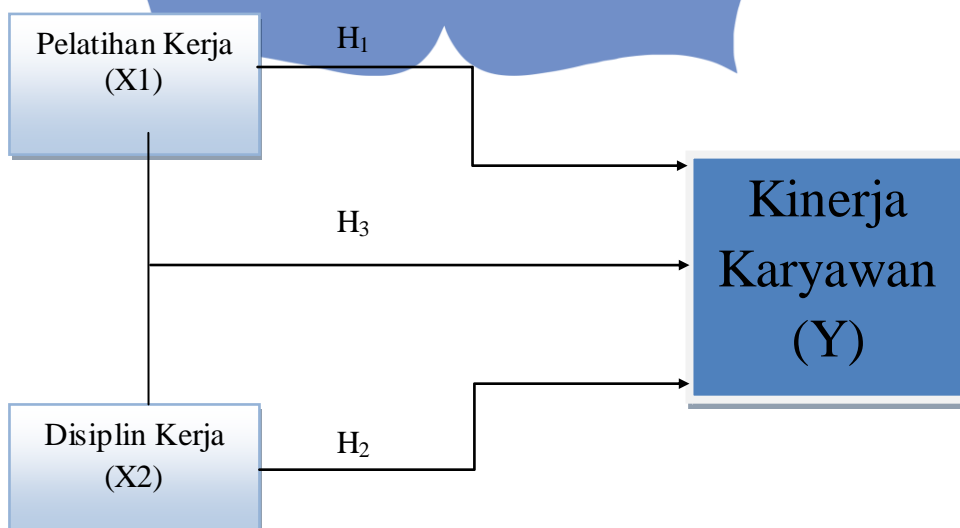 Pelatihan Kerja
(X1)
H₁
H₃
Kinerja
Karyawan
(Y)
Disiplin Kerja
(X2)
H₂